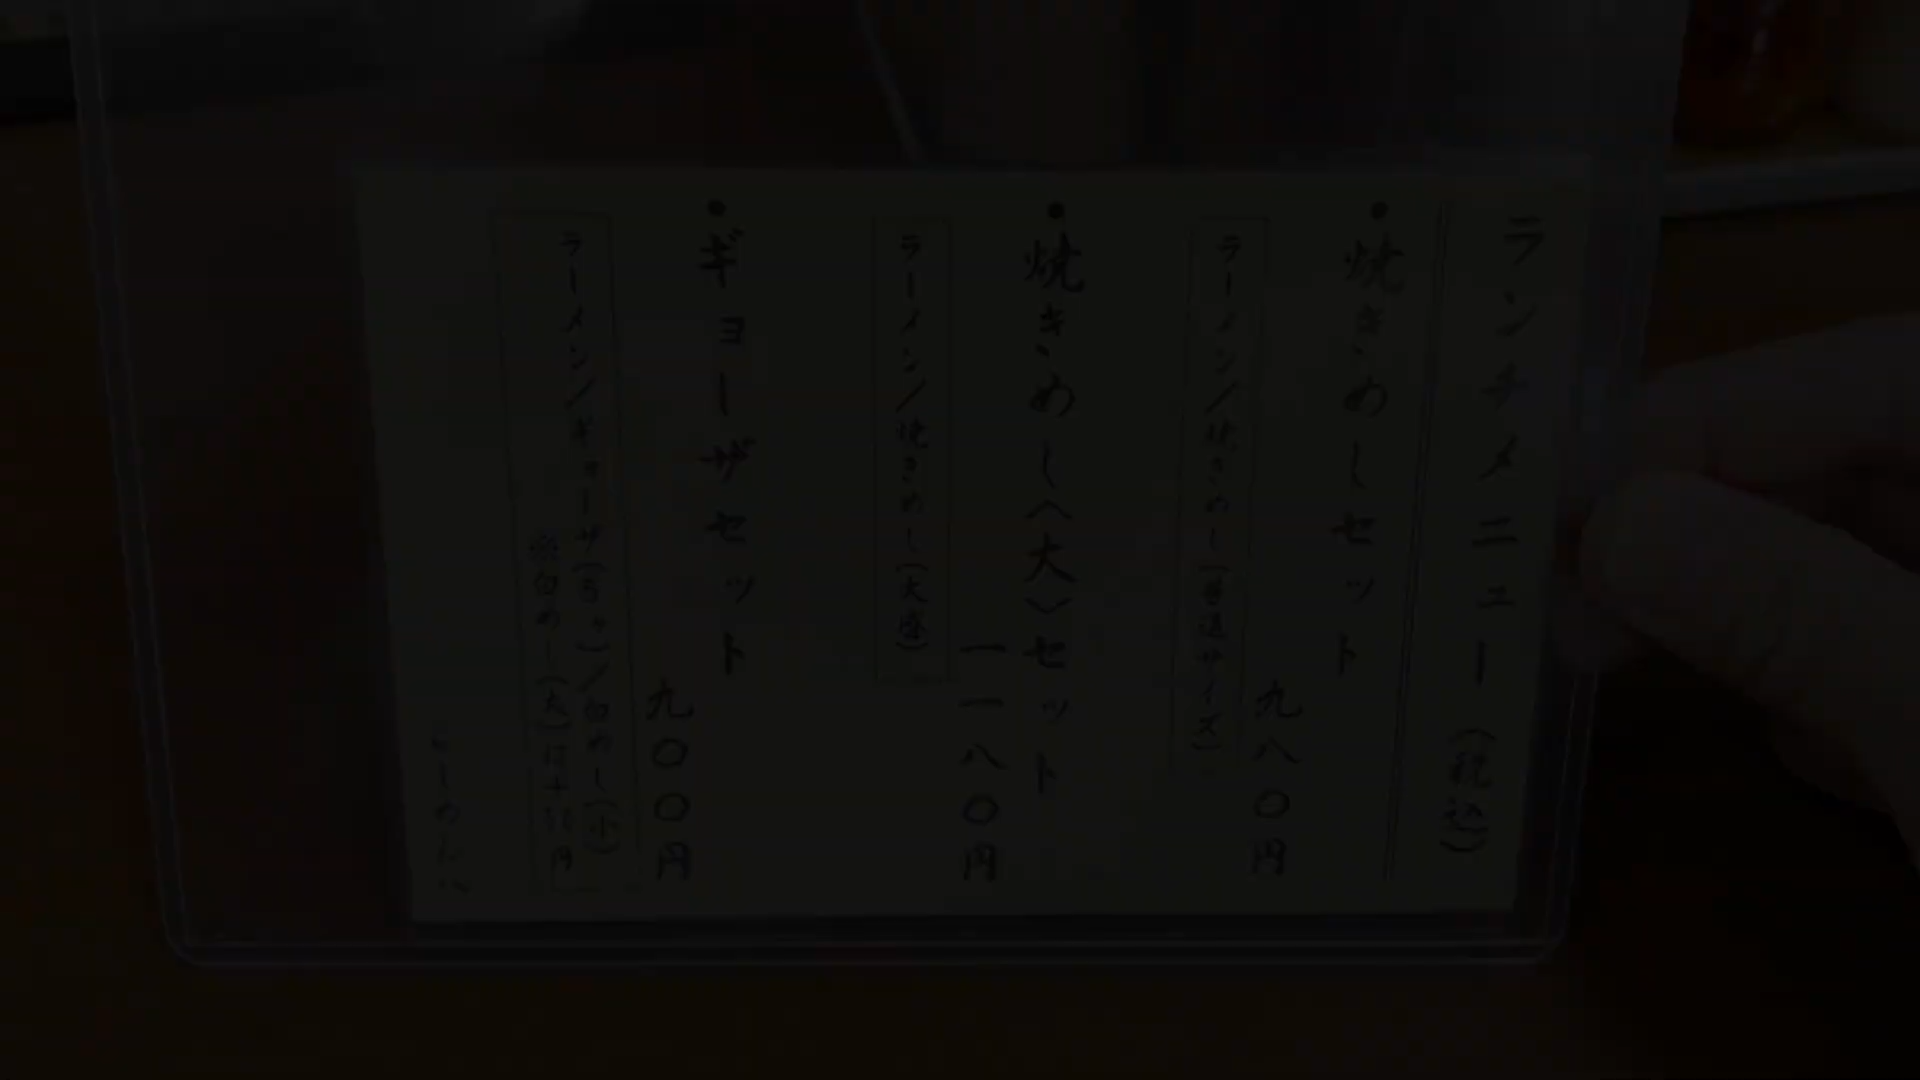 ランチメニュー(税込)
・焼きめしセット
九八〇円
ラーメン/焼きめし(普通サイズ)
・焼きめし〈大〉セット
一一八〇円
ラーメン/焼きめし(大盛)
・ギョーザセット
九〇〇円
ラーメン/ギョーザ(5ヶ)/白めし(小)
※白めし(大)